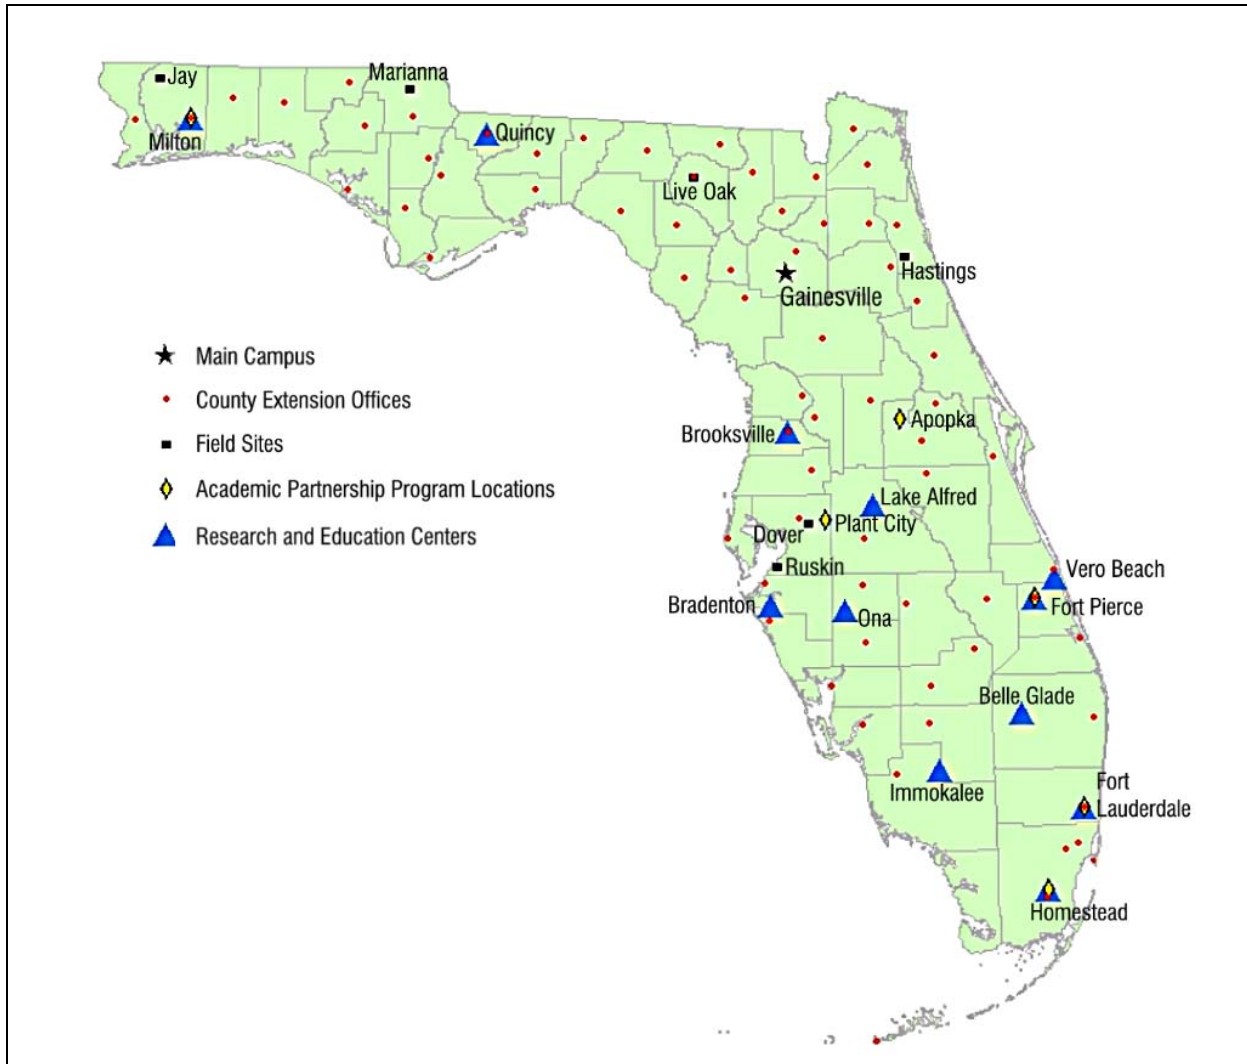 Jay
Marianna
Milton
Quincy
Live Oak
Hastings
Gainesville
Main Campus
County Extension Offices
Field Sites
Academic Partnership Program Locations
Research and Education Centers
Apopka
Brooksville
Lake Alfred
Plant City
Dover
Ruskin
Vero Beach
Bradenton
Fort Pierce
Ona
Belle Glade
Immokalee
Fort
Lauderdale
Homestead